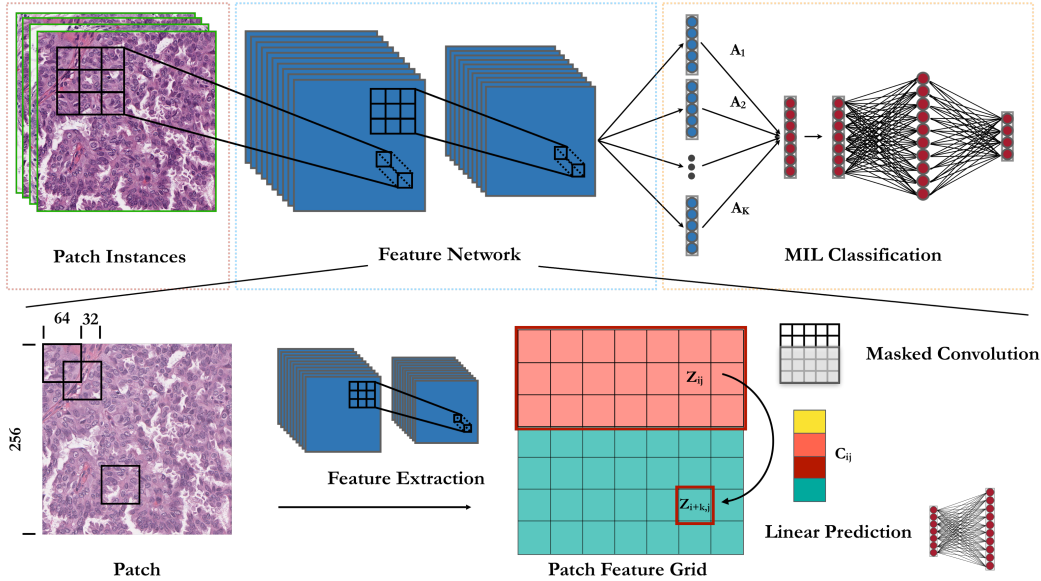 A1
A2
AK
Patch Instances
Feature Network
MIL Classification
64 32
256
Zij
Masked Convolution
Cij
Feature Extraction
Zi+k,j
Linear Prediction
Patch
Patch Feature Grid